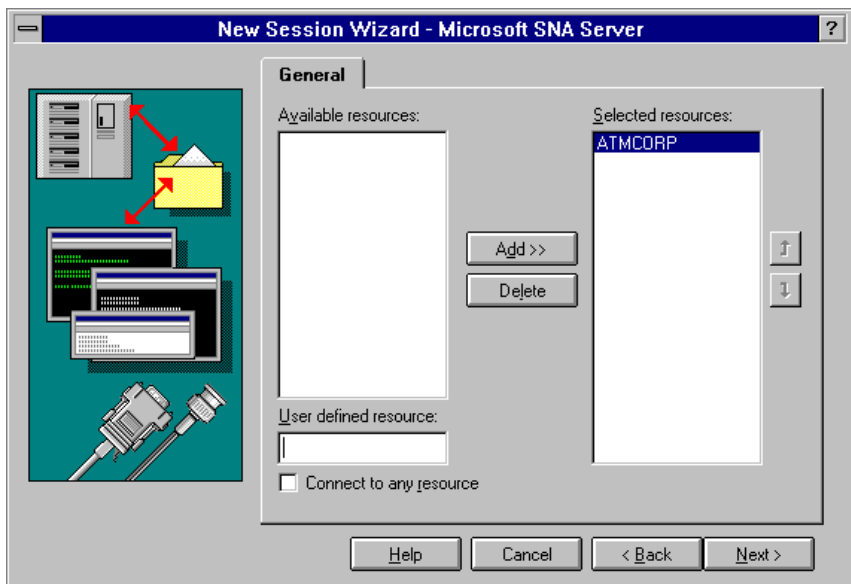 New Session Wizard - Microsoft SNA Server
?
General
Available resources:
Selected resources:
ATMCORP
Add >>
Delete
User defined resource:
Connect to any resource
Help
Cancel
< Back
Next >